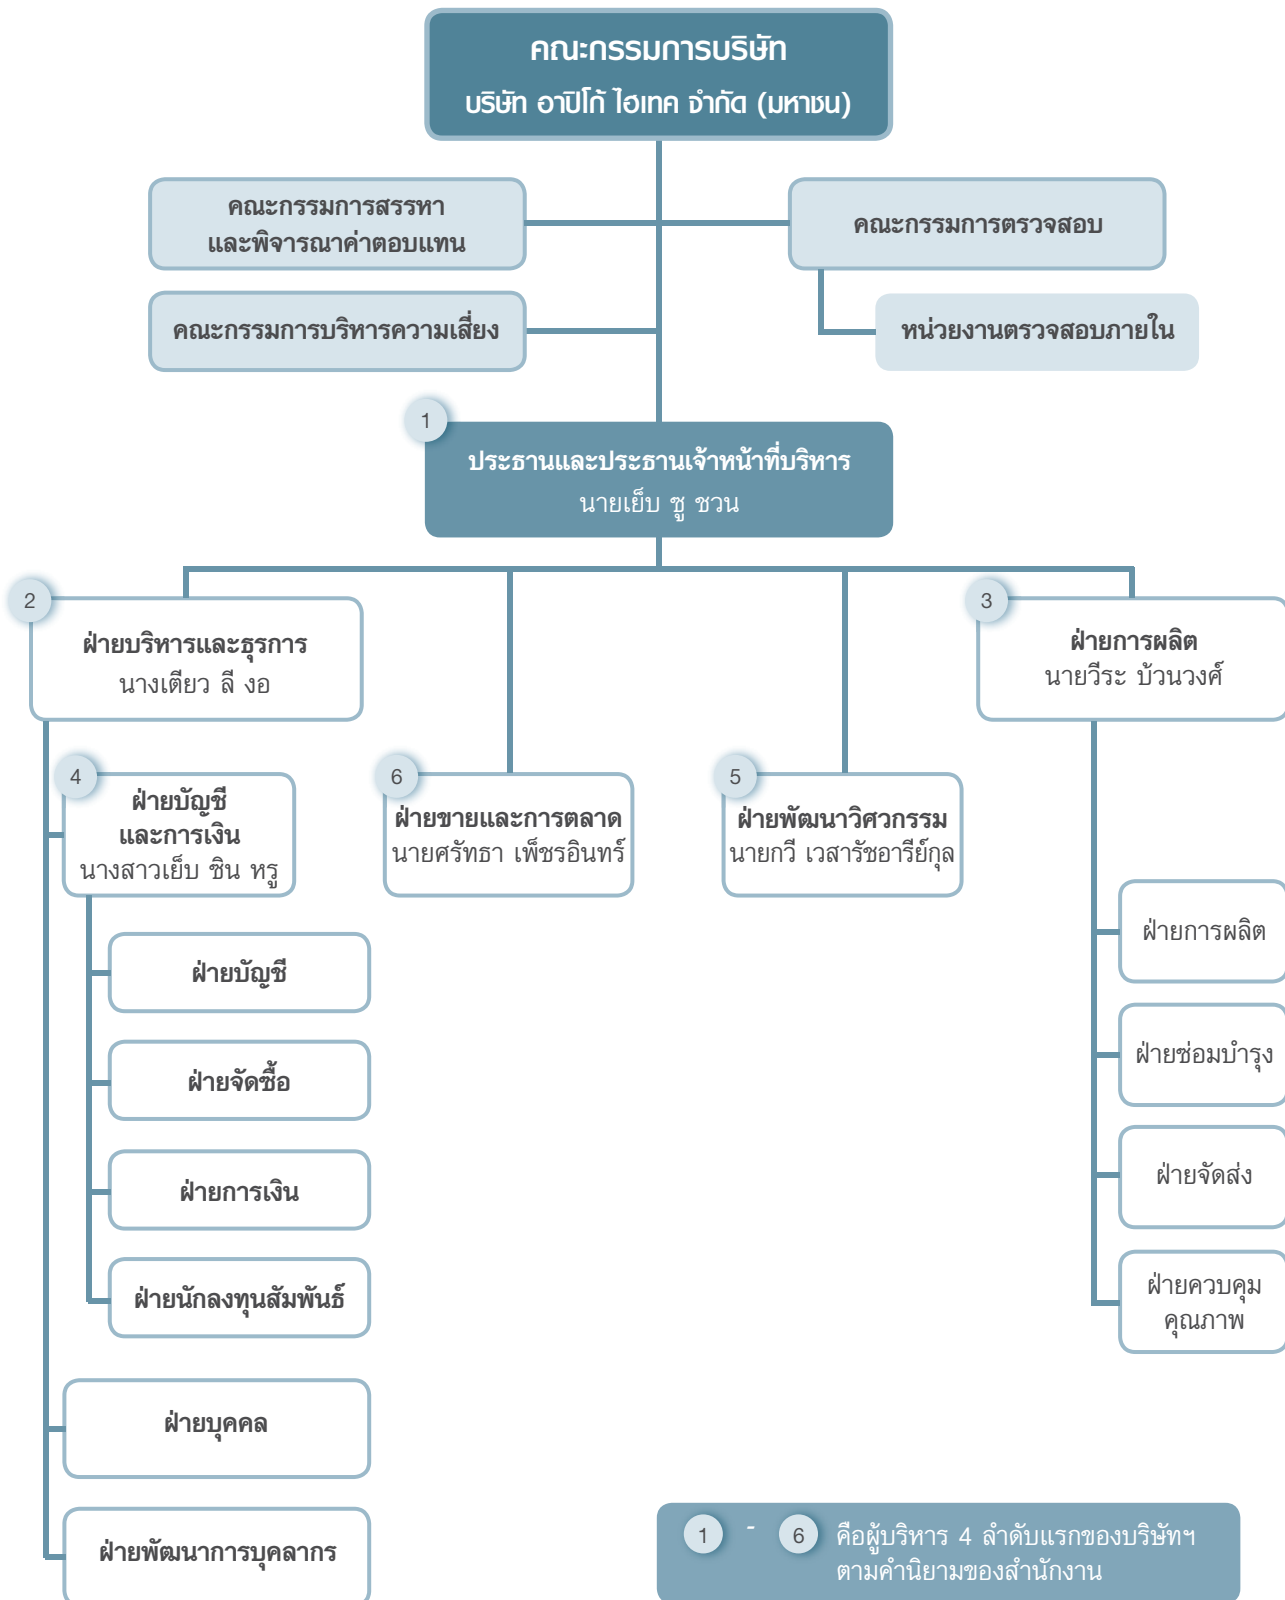 คณะกรรมการบริษัท
บริษัท อาปิโก้ ไฮเทค จำกัด (มหาชน)
คณะกรรมการสรรหา
และพิจารณาค่าตอบแทน
คณะกรรมการตรวจสอบ
คณะกรรมการบริหารความเสี่ยง
หน่วยงานตรวจสอบภายใน
1
ประธานและประธานเจ้าหน้าที่บริหาร
นายเย็บ ซู ชวน
2
ฝ่ายบริหารและธุรการ
นางเตียว ลี งอ
3
ฝ่ายการผลิต
นายวีระ บ้วนวงศ์
4
ฝ่ายบัญชี
และการเงิน
นางสาวเย็บ ชิน หรู
6
ฝ่ายขายและการตลาด
นายศรัทธา เพ็ชรอินทร์
5
ฝ่ายพัฒนาวิศวกรรม
นายกวี เวสารัชอารีย์กุล
ฝ่ายบัญชี
ฝ่ายจัดซื้อ
ฝ่ายการเงิน
ฝ่ายนักลงทุนสัมพันธ์
ฝ่ายบุคคล
ฝ่ายพัฒนาการบุคลากร
ฝ่ายการผลิต
ฝ่ายซ่อมบำรุง
ฝ่ายจัดส่ง
ฝ่ายควบคุม
คุณภาพ
1 - 6 คือผู้บริหาร 4 ลำดับแรกของบริษัทฯ
ตามคำนิยามของสำนักงาน